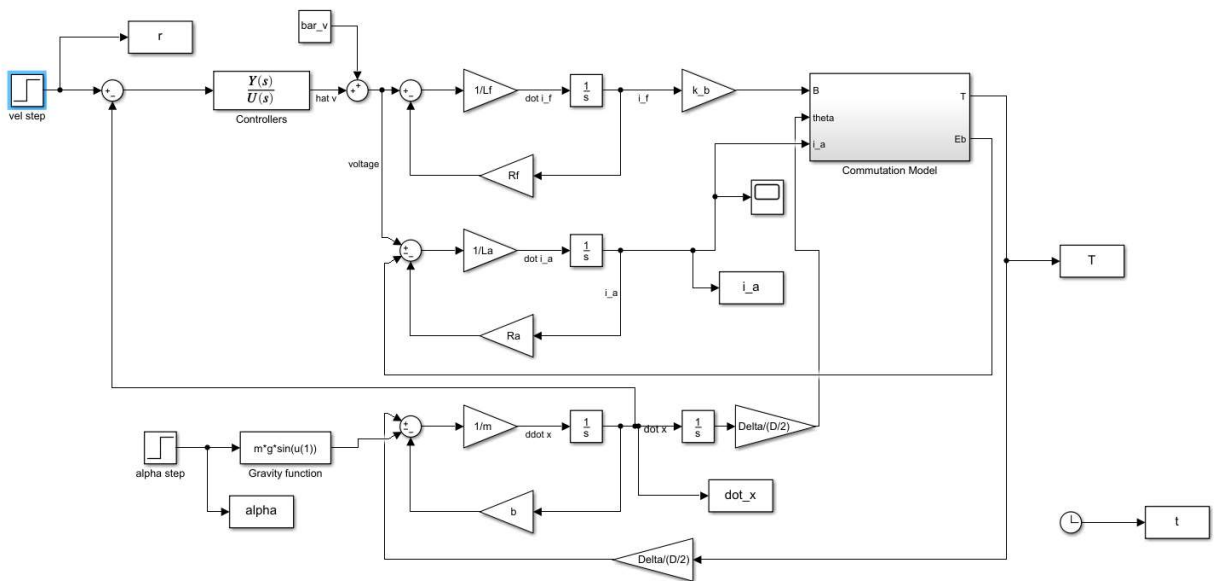 bar_v
r
vel step
Y(s)
U(s)
Controllers
hat v
1/Lf
dot i_f
1
s
i_f
k_b
B
theta
i_a
T
Eb
Commutation Model
voltage
Rf
1/La
dot i_a
1
s
i_a
i_a
T
Ra
1/m
ddot x
1
s
dot x
1
s
Delta/(D/2)
alpha step
m*g*sin(u(1))
Gravity function
alpha
b
dot_x
t
Delta/(D/2)